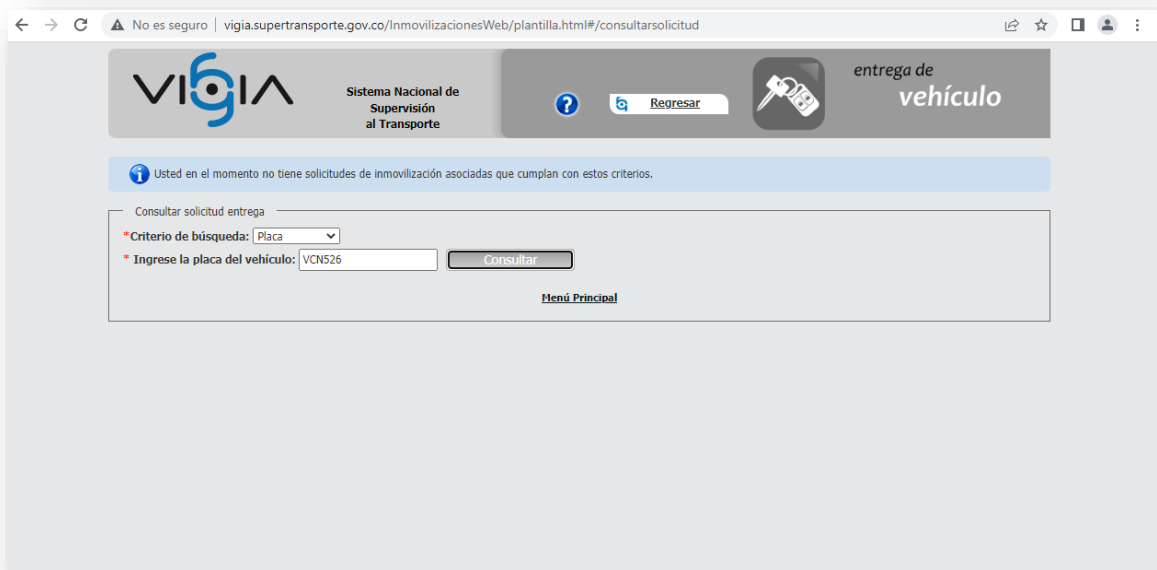 No es seguro | vigia.supertransporte.gov.co/InmovilizacionesWeb/plantilla.html#/consultarsolicitud
VIGIA
Sistema Nacional de
Supervisión
al Transporte
? Regresar
entrega de
vehículo
Usted en el momento no tiene solicitudes de inmovilización asociadas que cumplan con estos criterios.
Consultar solicitud entrega
*Criterio de búsqueda: Placa
* Ingrese la placa del vehículo: VCN526 Consultar
Menú Principal